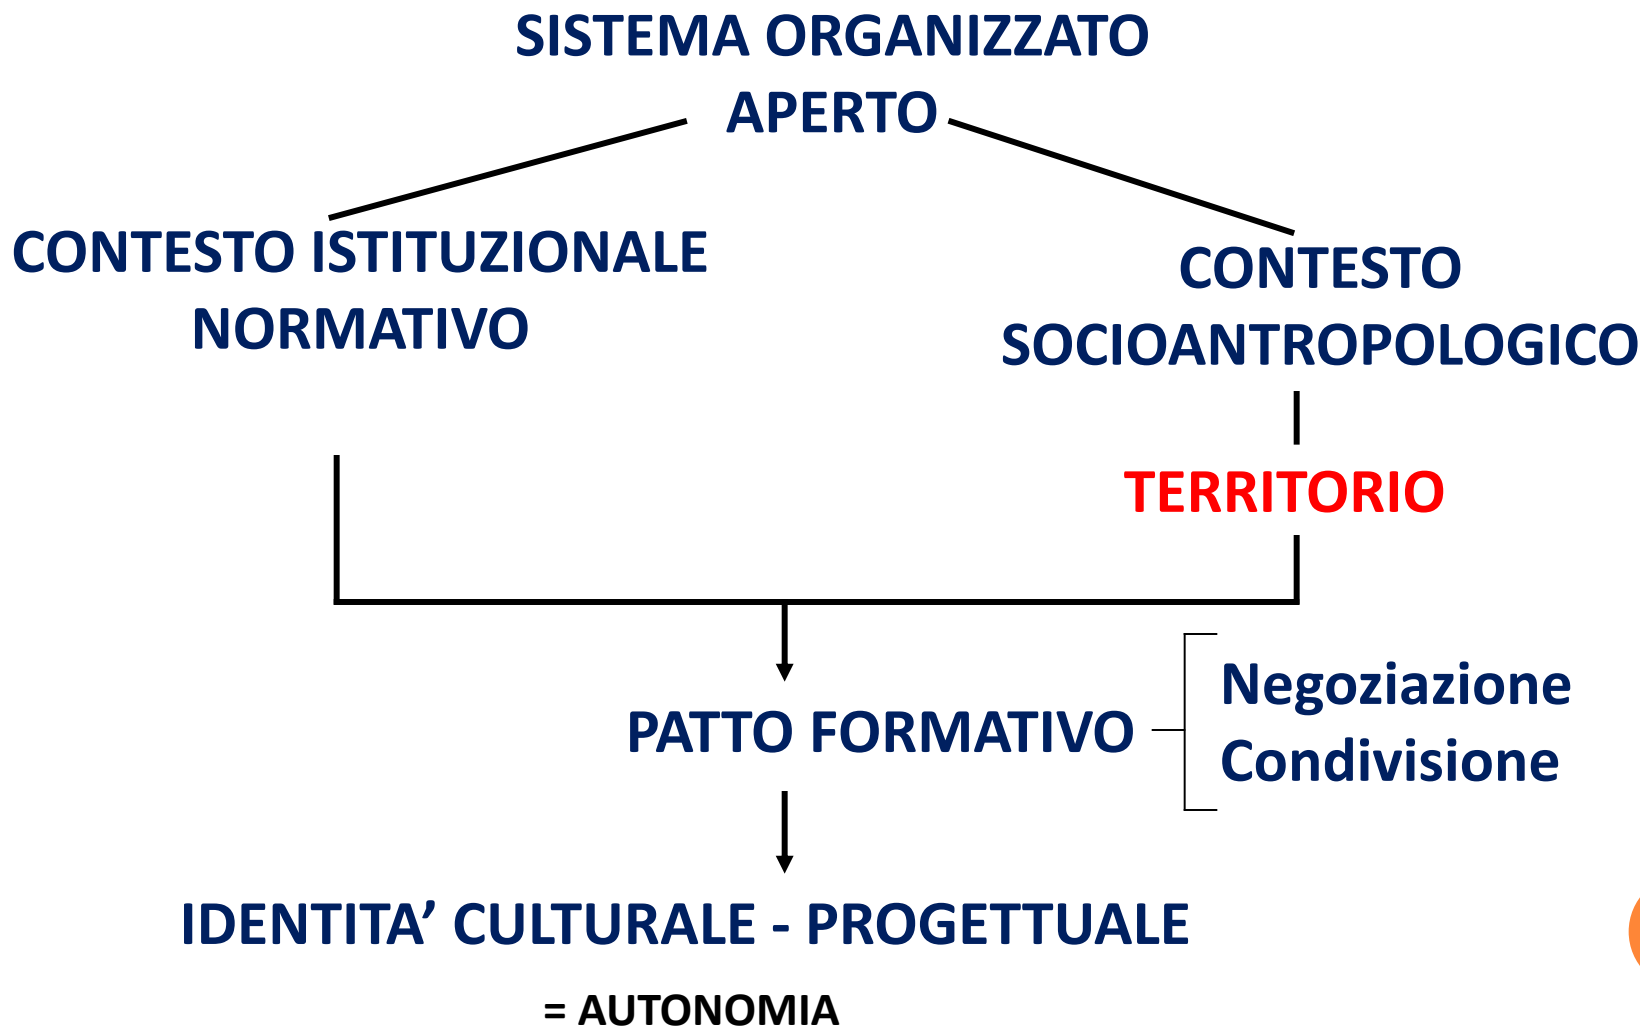 SISTEMA ORGANIZZATO
APERTO
CONTESTO ISTITUZIONALE
NORMATIVO
CONTESTO
SOCIOANTROPOLOGICO
TERRITORIO
PATTO FORMATIVO
Negoziazione
Condivisione
IDENTITA’ CULTURALE - PROGETTUALE
= AUTONOMIA